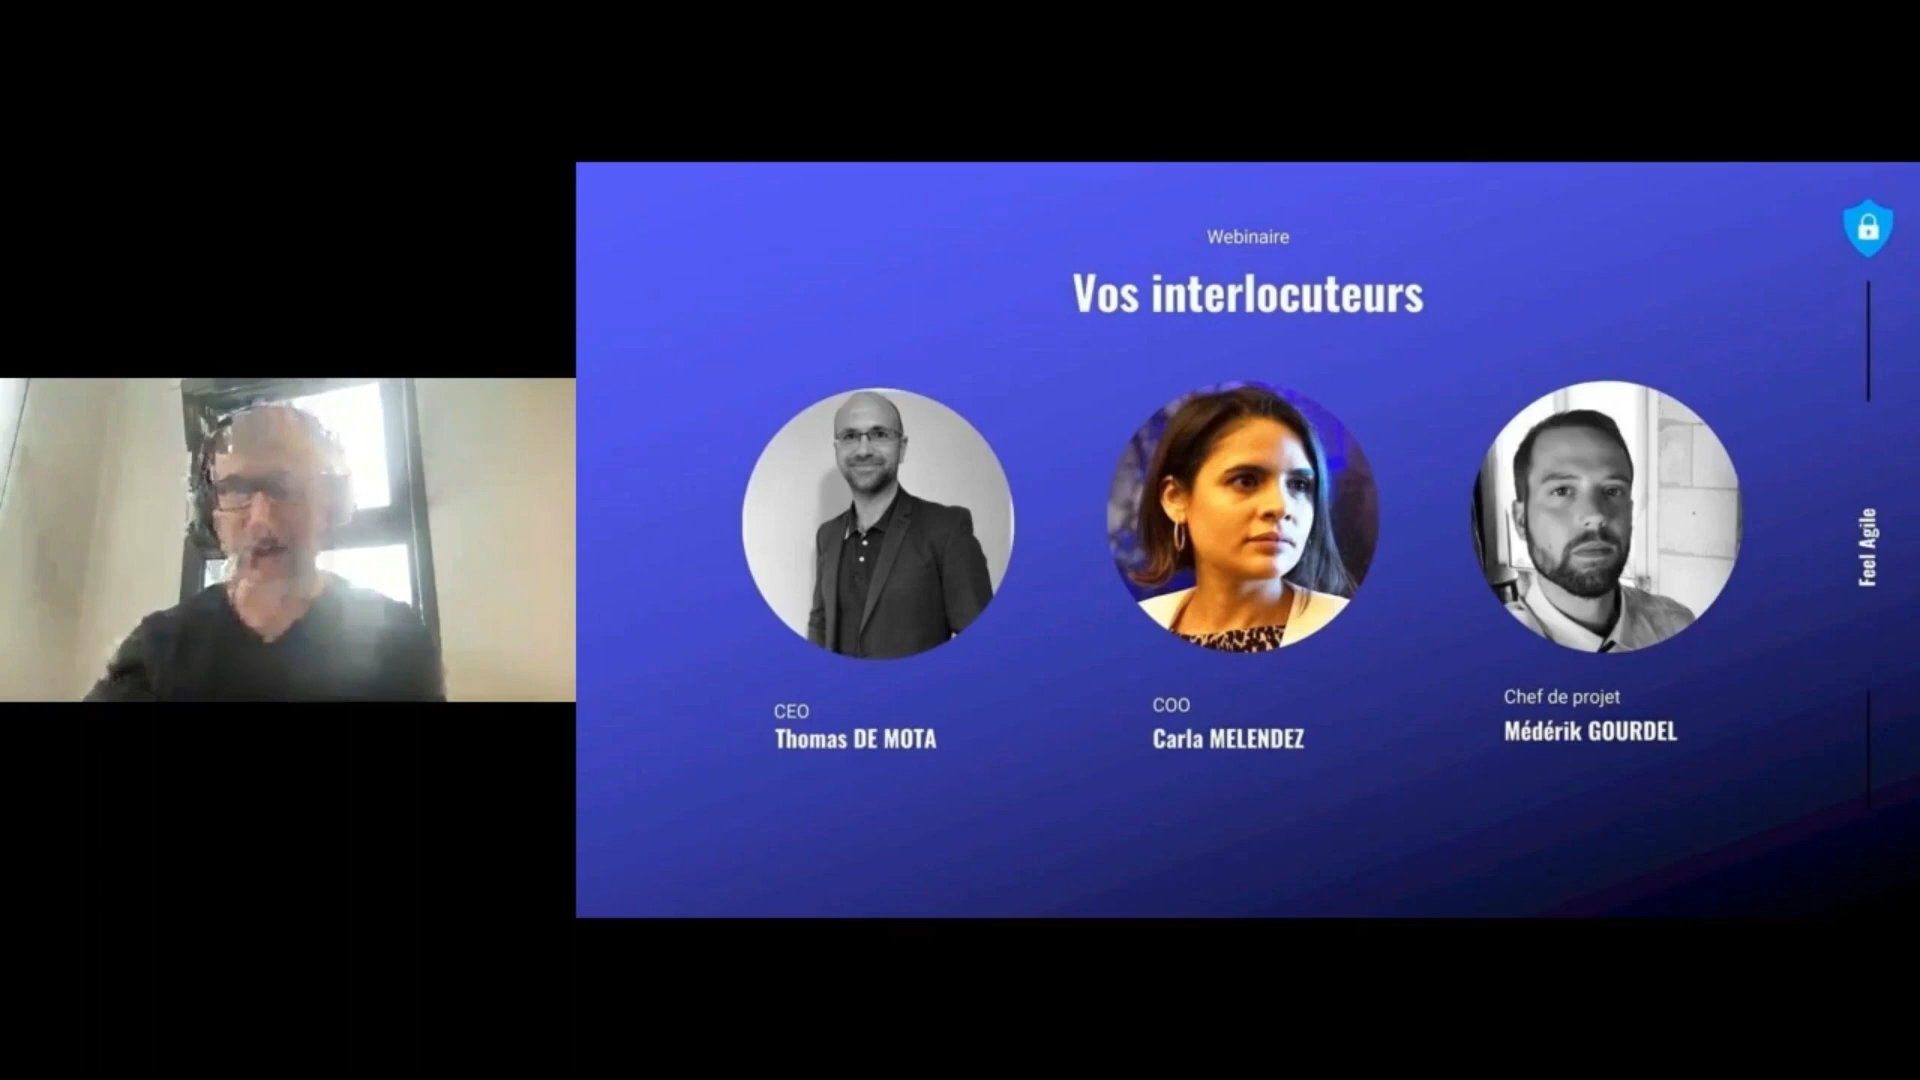 Webinaire
Vos interlocuteurs
CEO
Thomas DE MOTA
COO
Carla MELENDEZ
Chef de projet
Médérik GOURDEL
Feel Agile